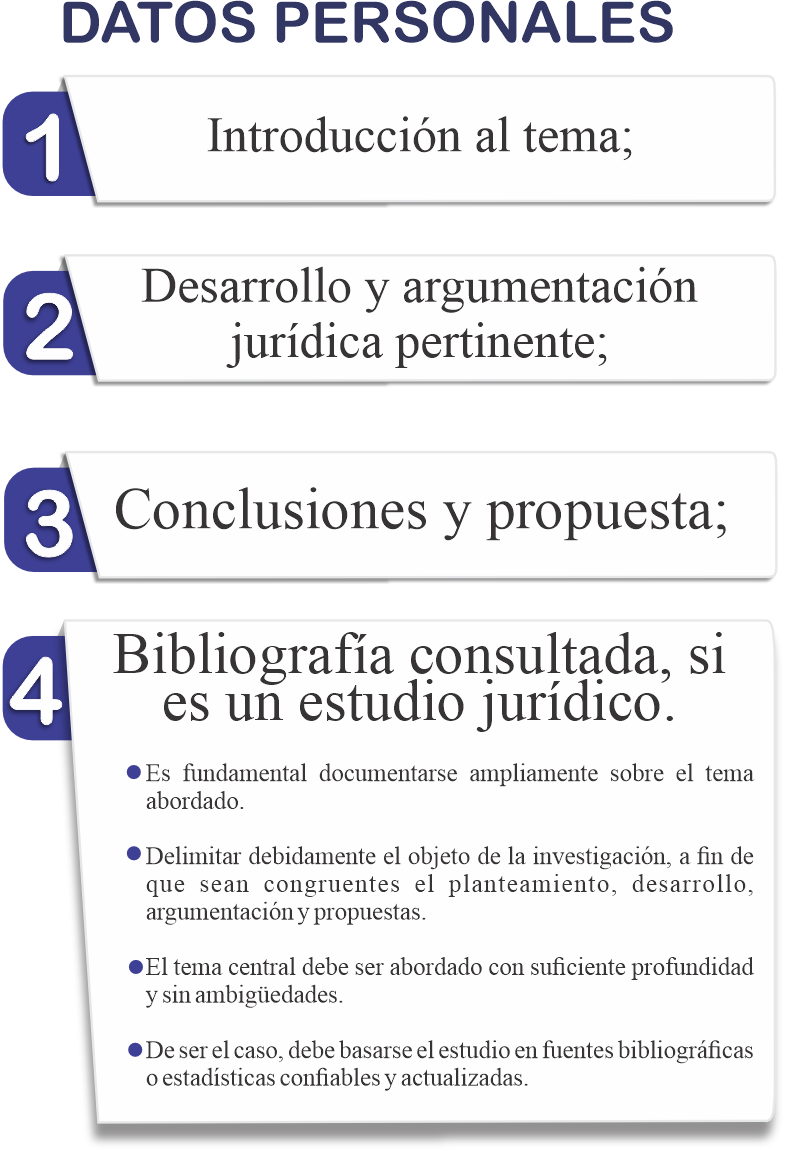 DATOS PERSONALES
1
Introducción al tema;
2
Desarrollo y argumentación
jurídica pertinente;
3
Conclusiones y propuesta;
4
Bibliografía consultada, si
es un estudio jurídico.
Es fundamental documentarse ampliamente sobre el tema
abordado.
Delimitar debidamente el objeto de la investigación, a fin de
que sean congruentes el planteamiento, desarrollo,
argumentación y propuestas.
El tema central debe ser abordado con suficiente profundidad
y sin ambigüedades.
De ser el caso, debe basarse el estudio en fuentes bibliográficas
o estadísticas confiables y actualizadas.